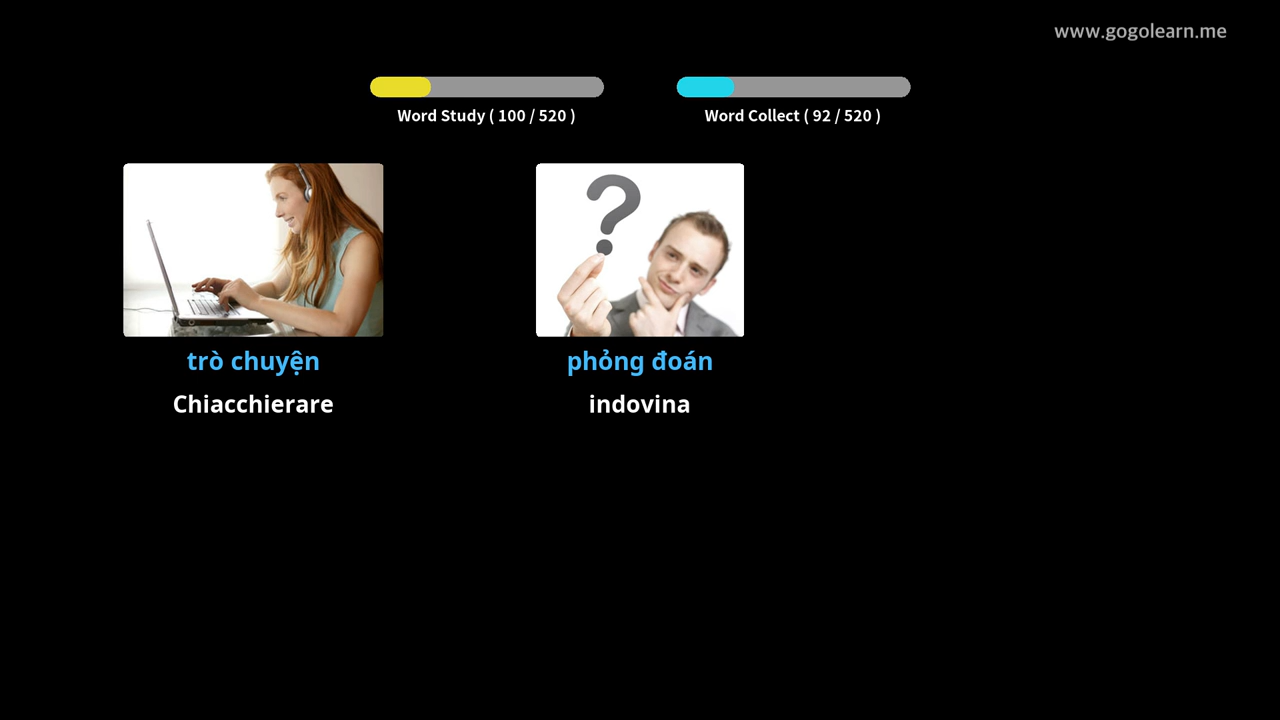 www.gogolearn.me
Word Study ( 100 / 520 )
Word Collect ( 92 / 520 )
trò chuyện
Chiacchierare
phỏng đoán
indovina